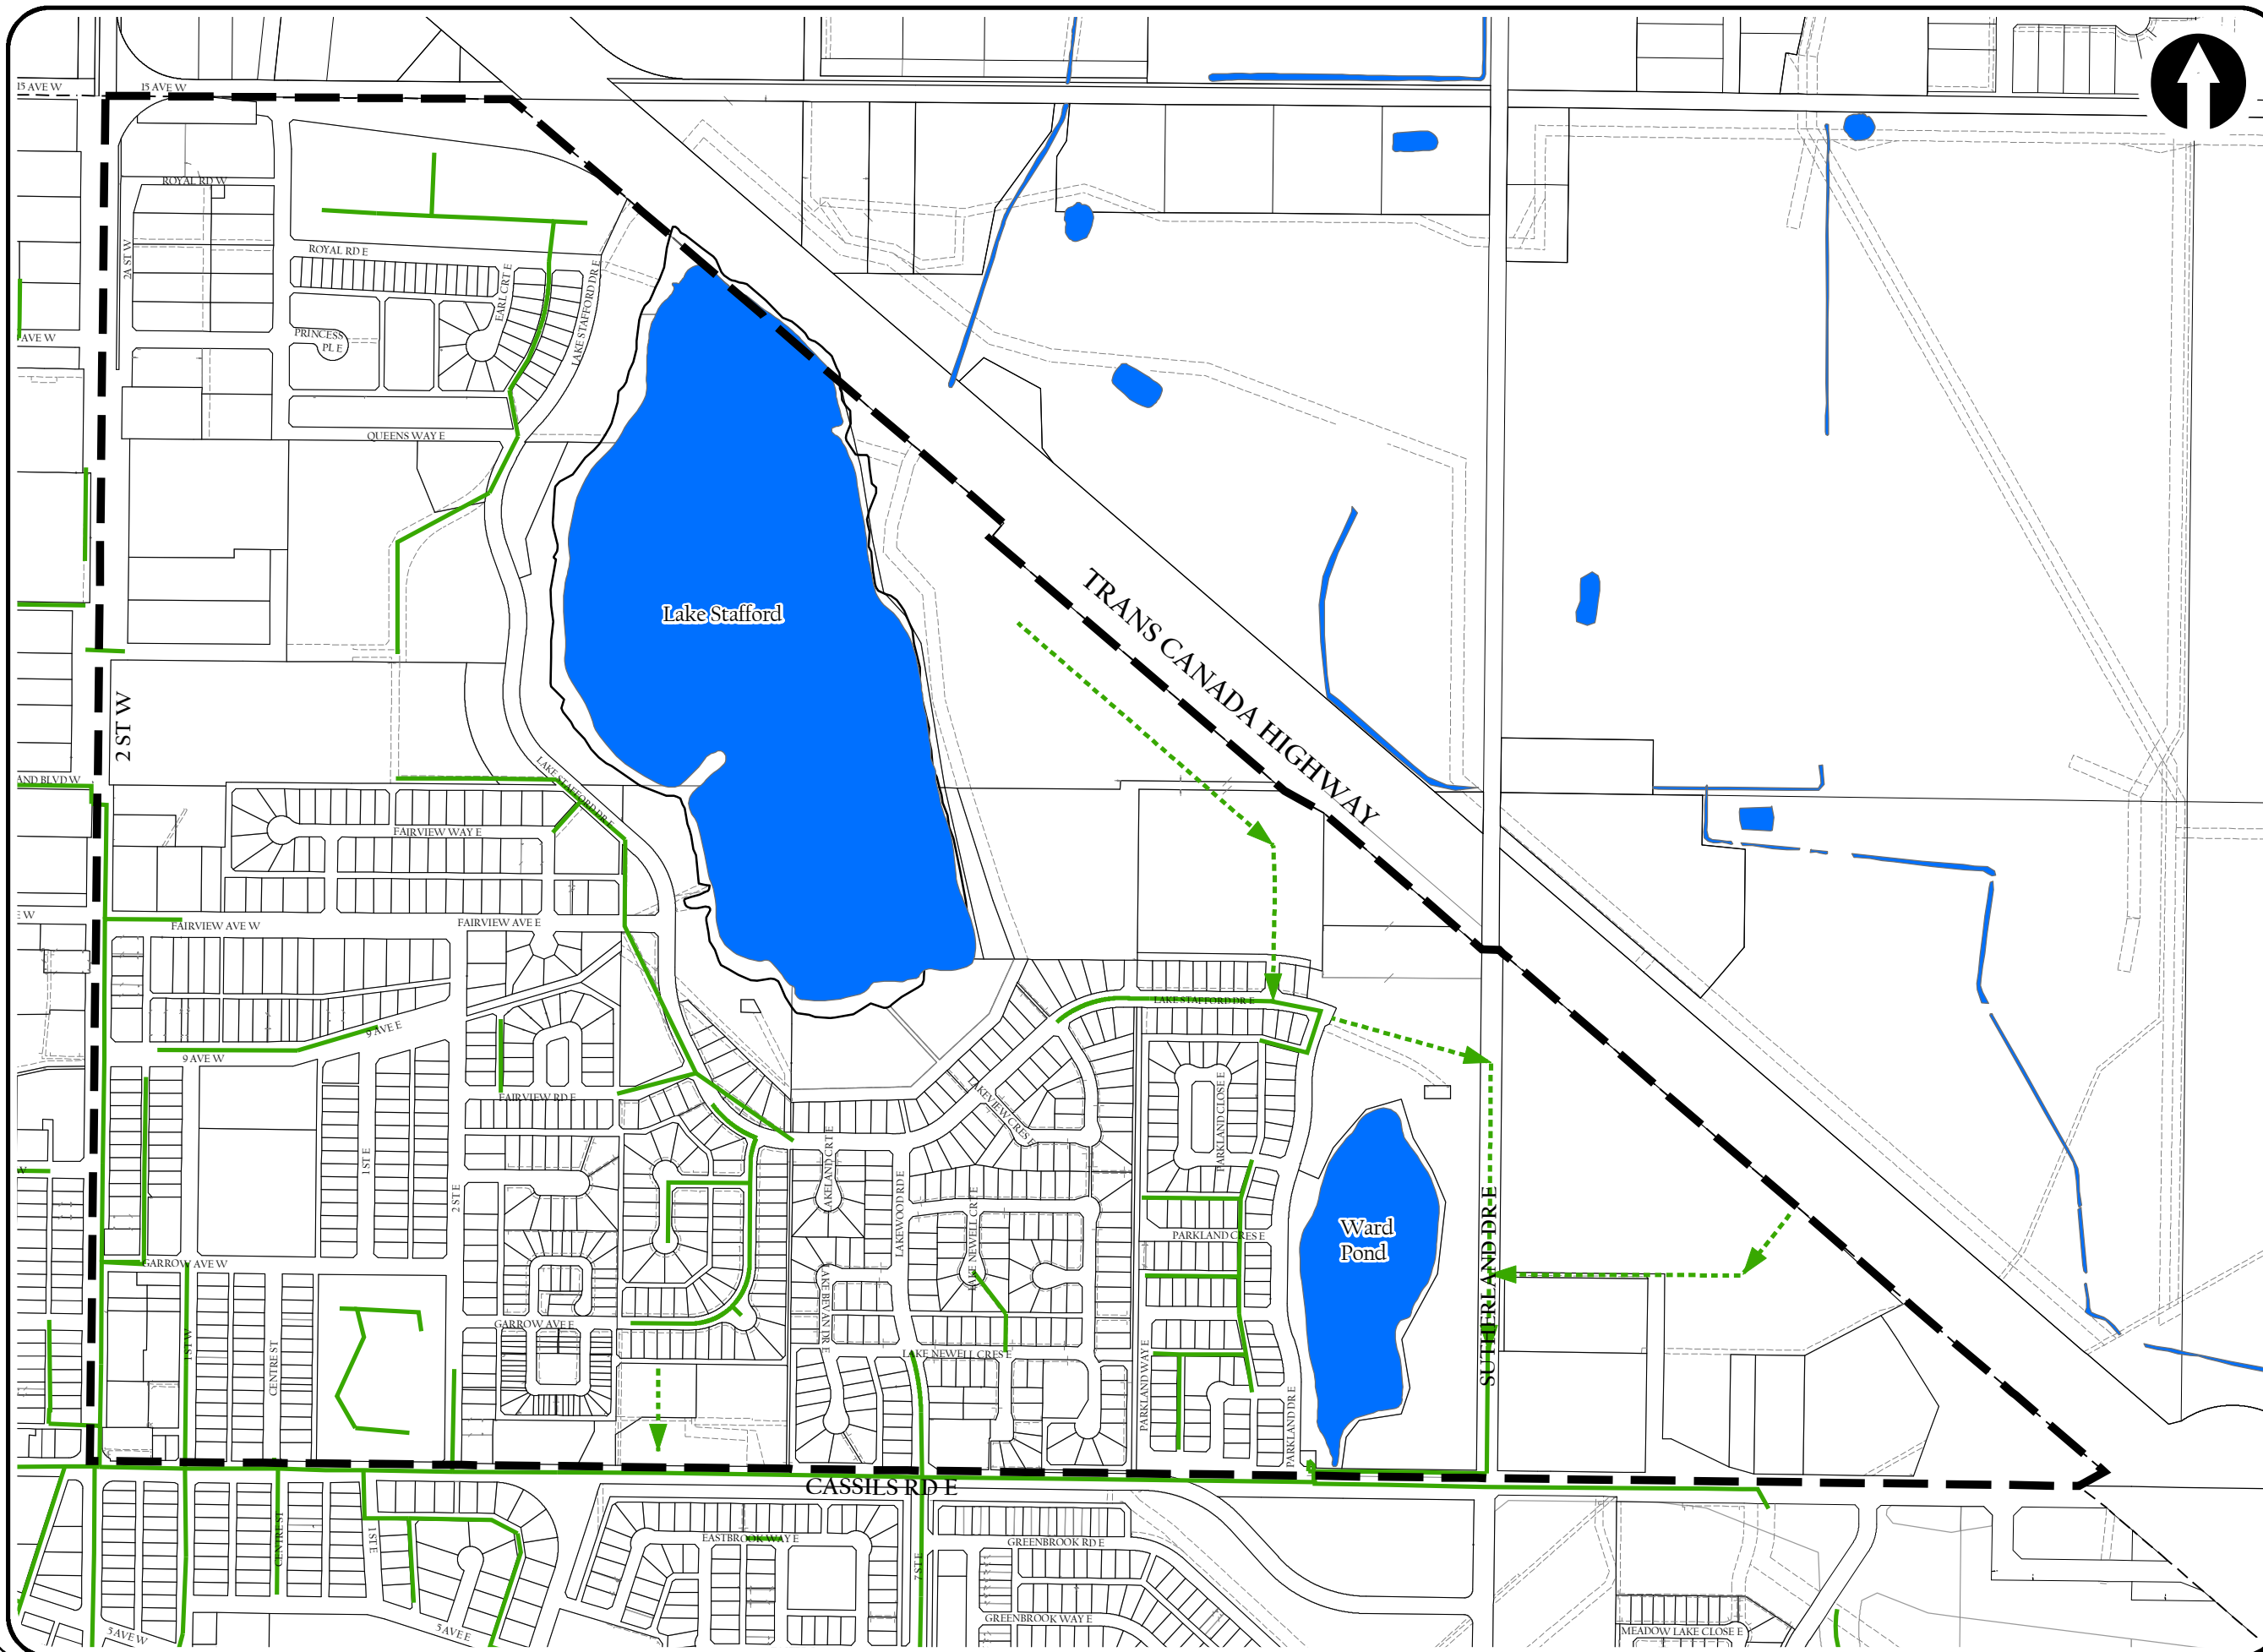 15 AVE W
15 AVE W
ROYAL RD W
2A ST W
ROYAL RD E
EARL CRT E
LAKE STAFFORD DR E
AVE W
PRINCESS
PL E
QUEENS WAY E
Lake Stafford
TRANS CANADA HIGHWAY
2 ST W
AND BLVD W
LAKE STAFFORD DR E
FAIRVIEW WAY E
E W
FAIRVIEW AVE W
FAIRVIEW AVE E
LAKE STAFFORD DR E
9 AVE E
9 AVE W
FAIRVIEW RD E
LAKEVIEW CRES E
PARKLAND CLOSE E
1 ST E
2 ST E
LAKELAND CRT E
LAKEWOOD RD E
LAKE NEWELL CRT E
W
Ward
Pond
PARKLAND CRES E
SUTHERLAND DR E
GARROW AVE W
LAKE BEVAN DR E
GARROW AVE E
1 ST W
CENTRE ST
LAKE NEWELL CRES E
PARKLAND WAY E
PARKLAND DR E
CASSILS RD E
CENTRE ST
1 ST E
EASTBROOK WAY E
7 ST E
GREENBROOK RD E
GREENBROOK WAY E
5 AVE W
5 AVE E
MEADOW LAKE CLOSE E